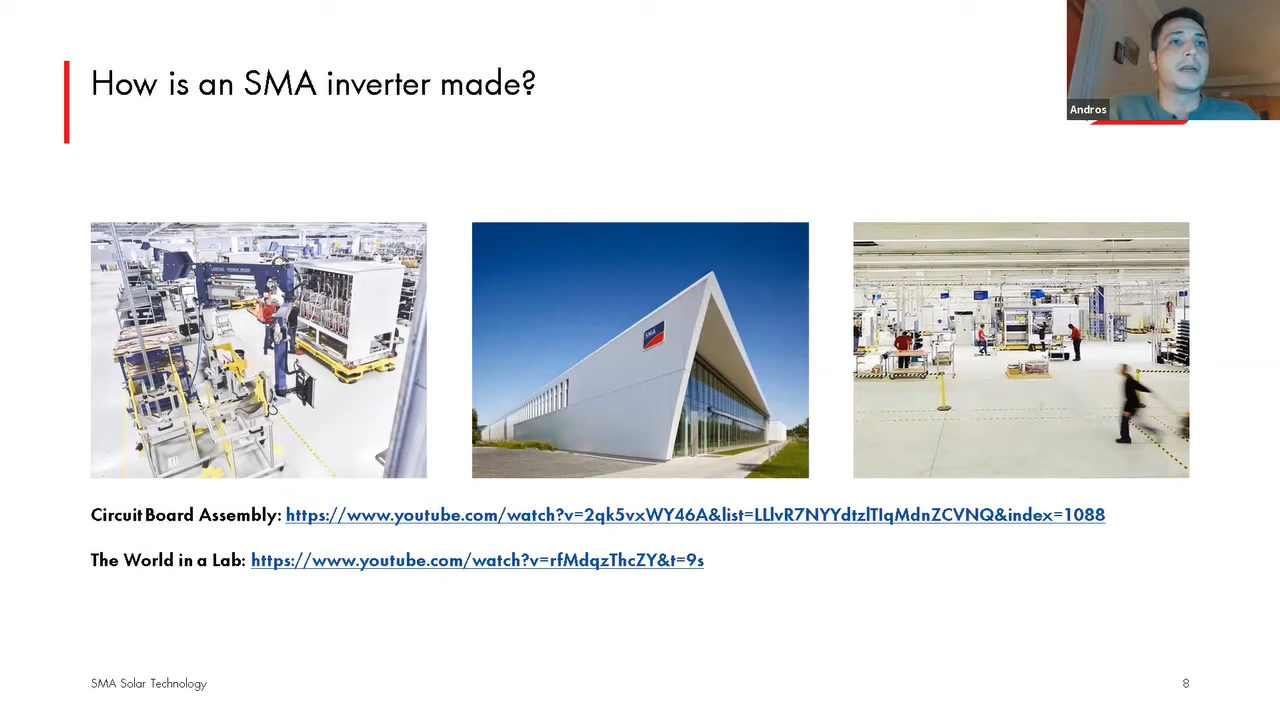 How is an SMA inverter made?
Andros
SMA
Circuit Board Assembly: https://www.youtube.com/watch?v=2qk5vxWY46A&list=LLlvR7NYYdtzlTIqMdnZCVNQ&index=1088
The World in a Lab: https://www.youtube.com/watch?v=rfMdqzThcZY&t=9s
SMA Solar Technology
8